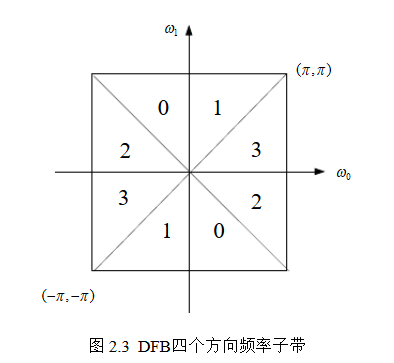 ω₁
(π,π)
0 1
2 3
ω₀
3 2
1 0
(−π,−π)
图 2.3 DFB四个方向频率子带